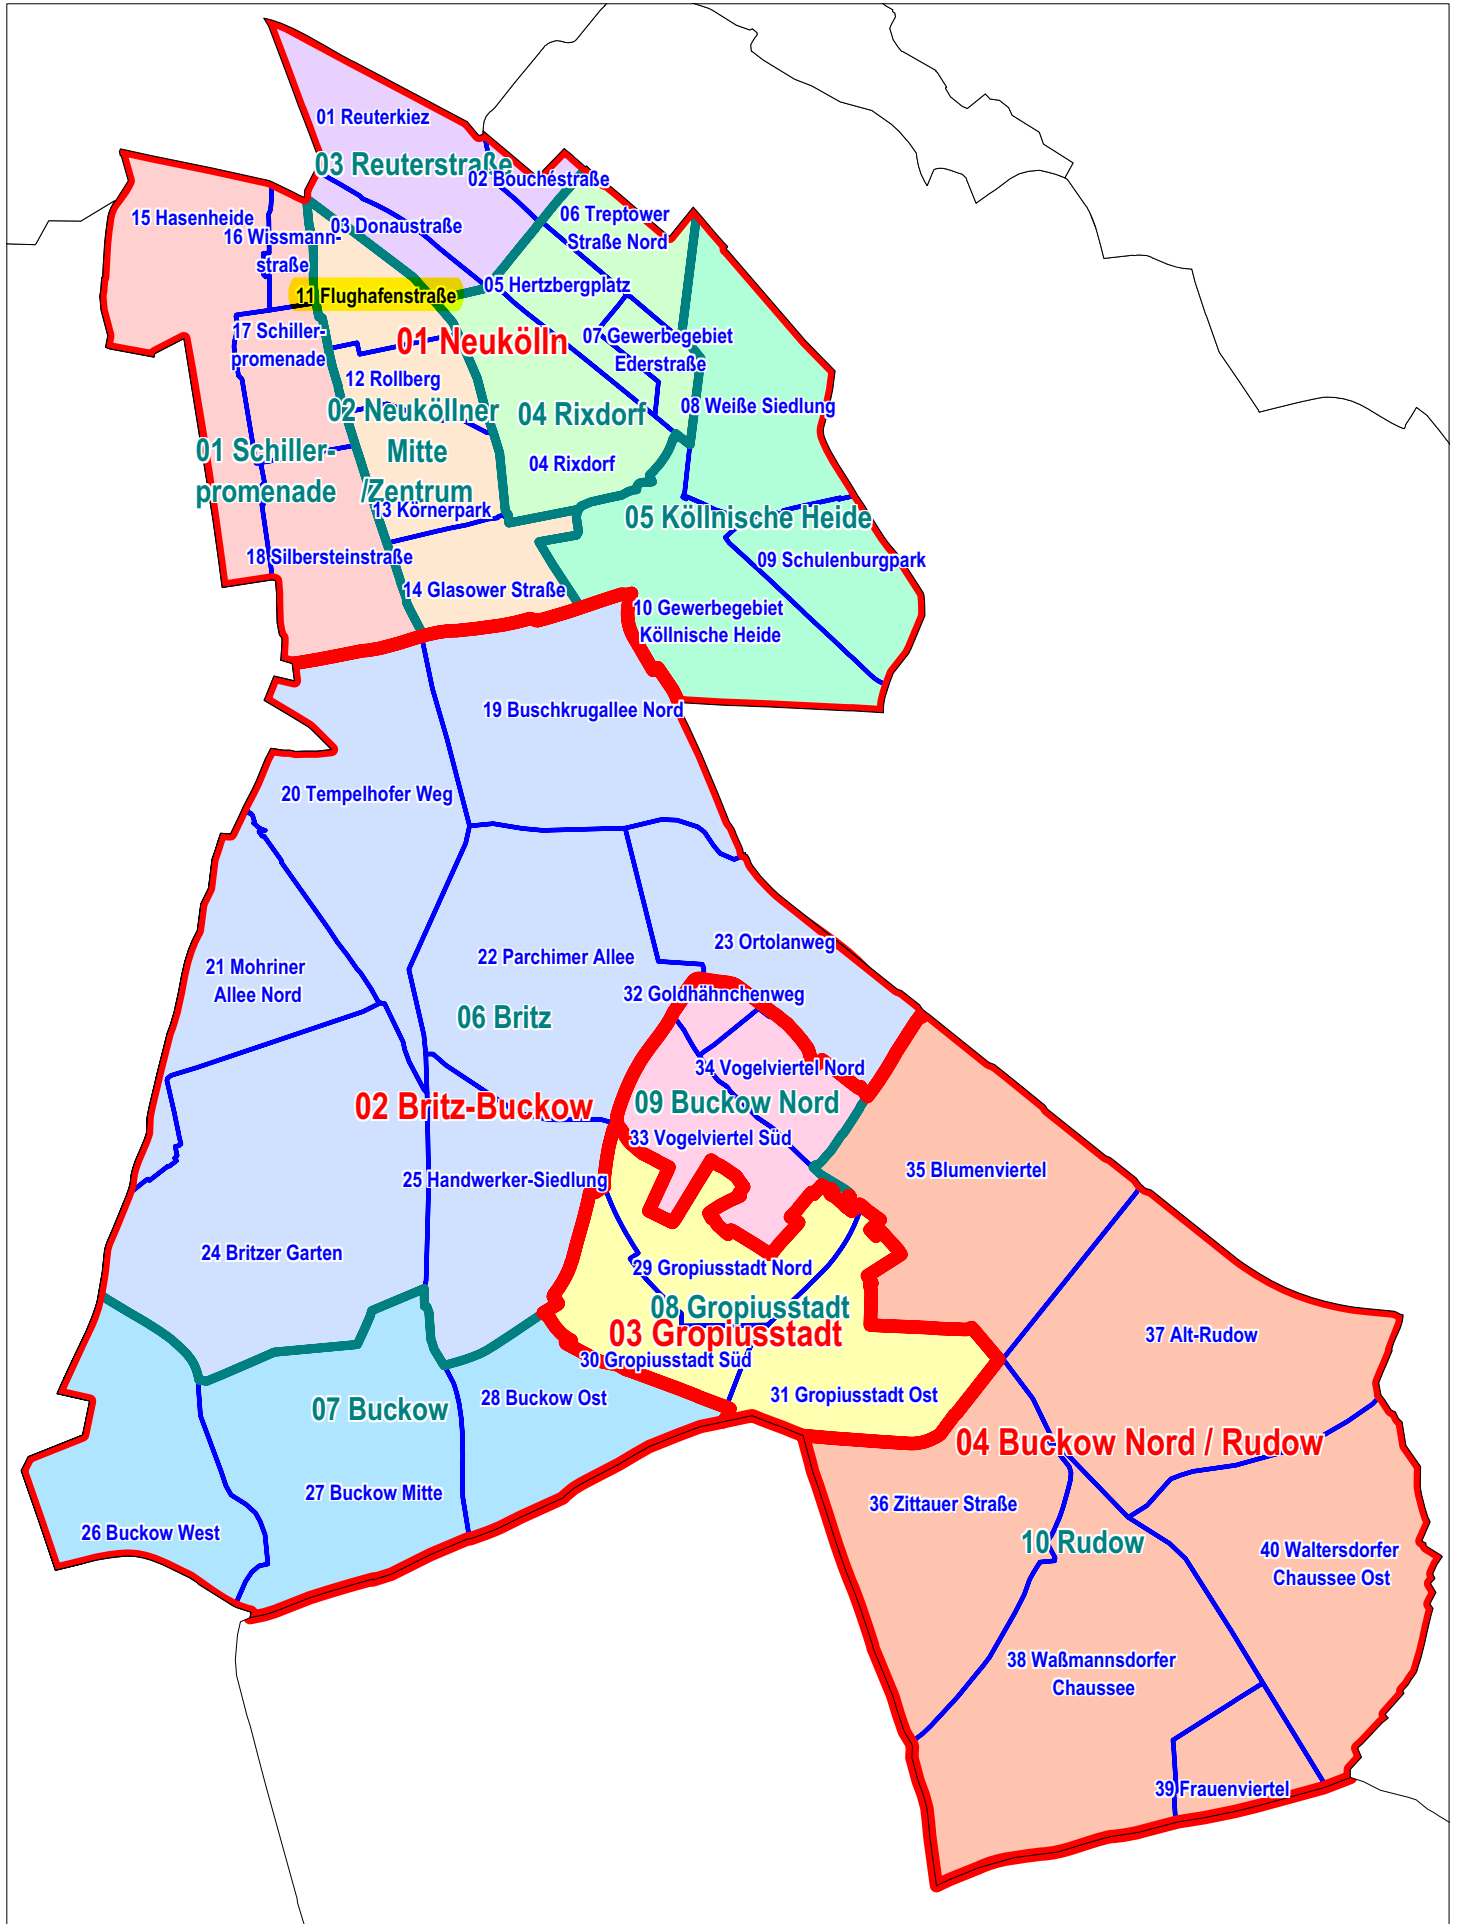 01 Reuterkiez
03 Reuterstraße
02 Bouchéstraße
15 Hasenheide
16 Wissmann-
straße
03 Donaustraße
06 Treptower
Straße Nord
11 Flughafenstraße
05 Hertzbergplatz
17 Schiller-
promenade
01 Neukölln
07 Gewerbegebiet
Ederstraße
12 Rollberg
08 Weiße Siedlung
02 Neuköllner
Mitte
/Zentrum
04 Rixdorf
01 Schiller-
promenade
04 Rixdorf
13 Körnerpark
05 Köllnische Heide
18 Silbersteinstraße
09 Schulenburgpark
14 Glasower Straße
10 Gewerbegebiet
Köllnische Heide
19 Buschkrugallee Nord
20 Tempelhofer Weg
23 Ortolanweg
22 Parchimer Allee
21 Mohriner
Allee Nord
32 Goldhähnchenweg
06 Britz
34 Vogelviertel Nord
02 Britz-Buckow
09 Buckow Nord
33 Vogelviertel Süd
35 Blumenviertel
25 Handwerker-Siedlung
24 Britzer Garten
29 Gropiusstadt Nord
08 Gropiusstadt
03 Gropiusstadt
37 Alt-Rudow
30 Gropiusstadt Süd
31 Gropiusstadt Ost
28 Buckow Ost
07 Buckow
04 Buckow Nord / Rudow
27 Buckow Mitte
36 Zittauer Straße
26 Buckow West
10 Rudow
40 Waltersdorfer
Chaussee Ost
38 Waßmannsdorfer
Chaussee
39 Frauenviertel